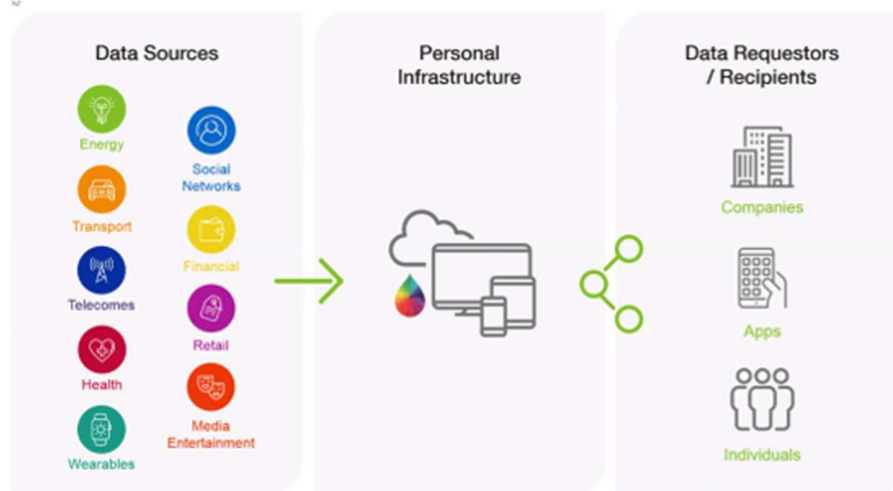 Data Sources
Energy
Transport
Telecomes
Health
Wearables
Social
Networks
Financial
Retail
Media
Entertainment
Personal
Infrastructure
Data Requestors
/ Recipients
Companies
Apps
Individuals